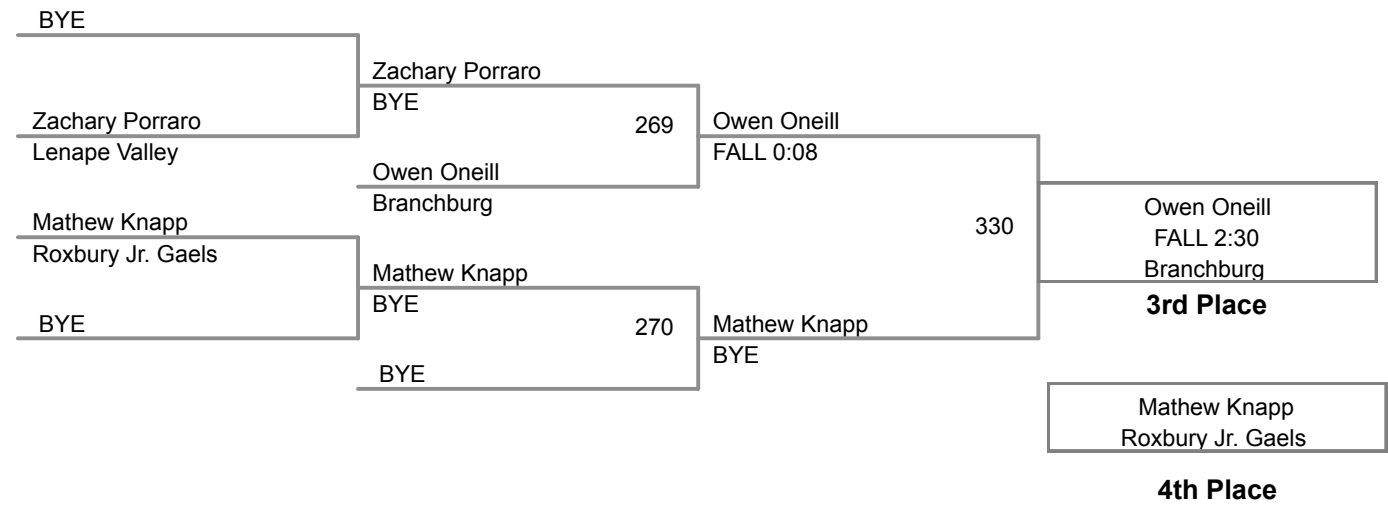 BYE
Zachary Porraro
Lenape Valley
Mathew Knapp
Roxbury Jr. Gaels
BYE
Zachary Porraro
BYE
269
Owen Oneill
Branchburg
Mathew Knapp
BYE
270
BYE
Owen Oneill
FALL 0:08
330
Mathew Knapp
BYE
Owen Oneill
FALL 2:30
Branchburg
3rd Place
Mathew Knapp
Roxbury Jr. Gaels
4th Place